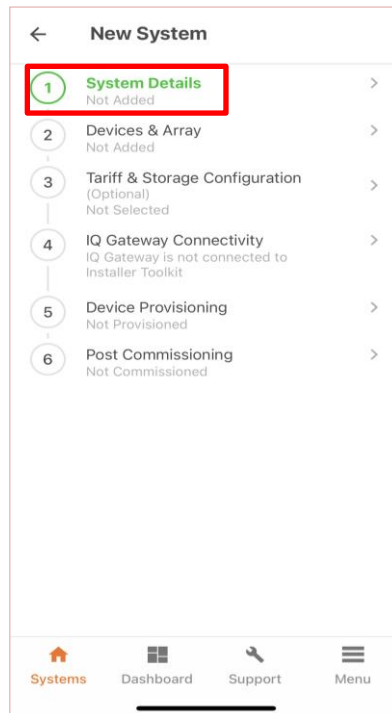 New System
1
System Details
Not Added
2
Devices & Array
Not Added
3
Tariff & Storage Configuration
(Optional)
Not Selected
4
IQ Gateway Connectivity
IQ Gateway is not connected to
Installer Toolkit
5
Device Provisioning
Not Provisioned
6
Post Commissioning
Not Commissioned
Systems Dashboard Support Menu